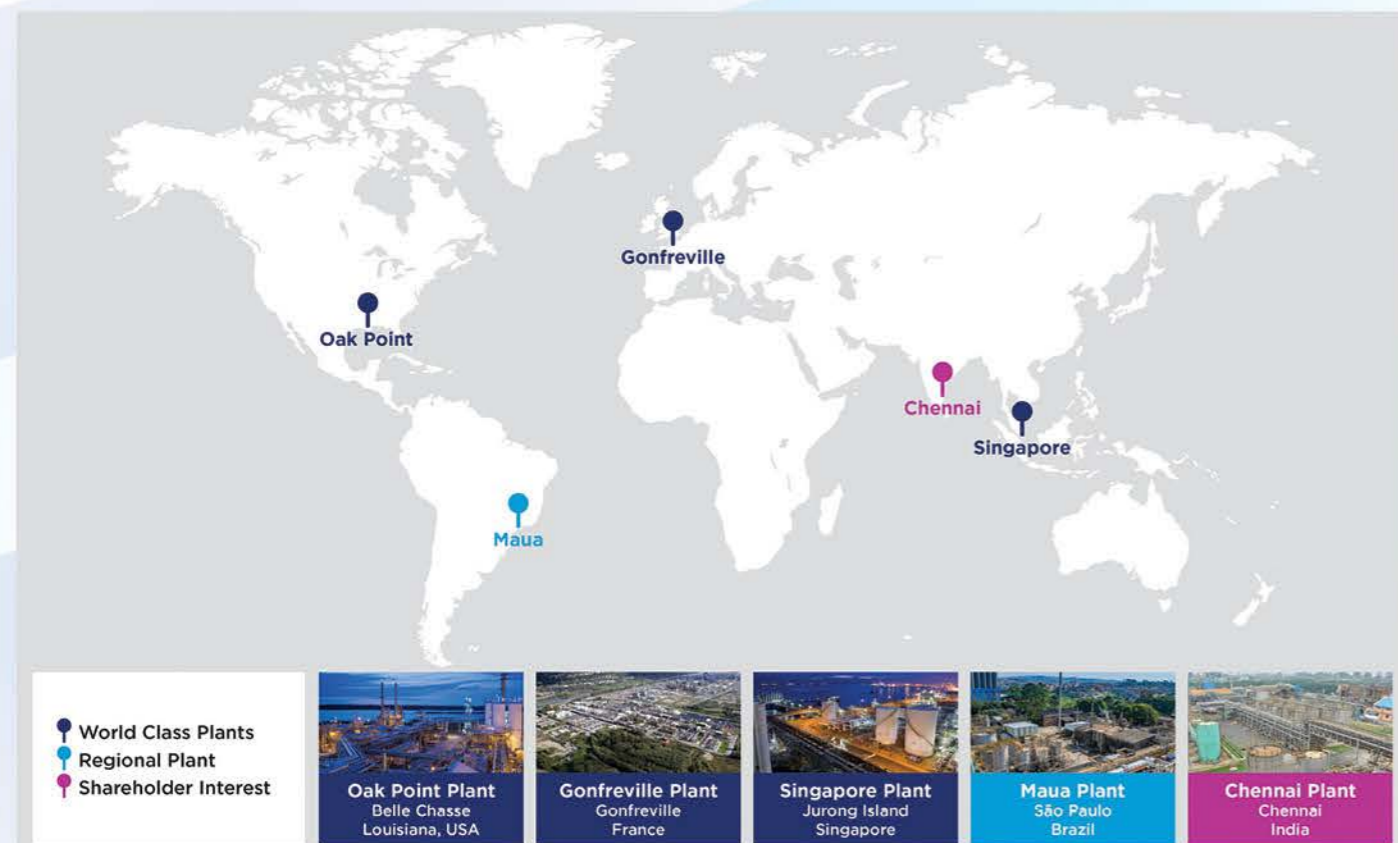 Gonfreville
Oak Point
Chennai
Singapore
Maua
World Class Plants
Regional Plant
Shareholder Interest
Oak Point Plant
Belle Chasse
Louisiana, USA
Gonfreville Plant
Gonfreville
France
Singapore Plant
Jurong Island
Singapore
Maua Plant
São Paulo
Brazil
Chennai Plant
Chennai
India